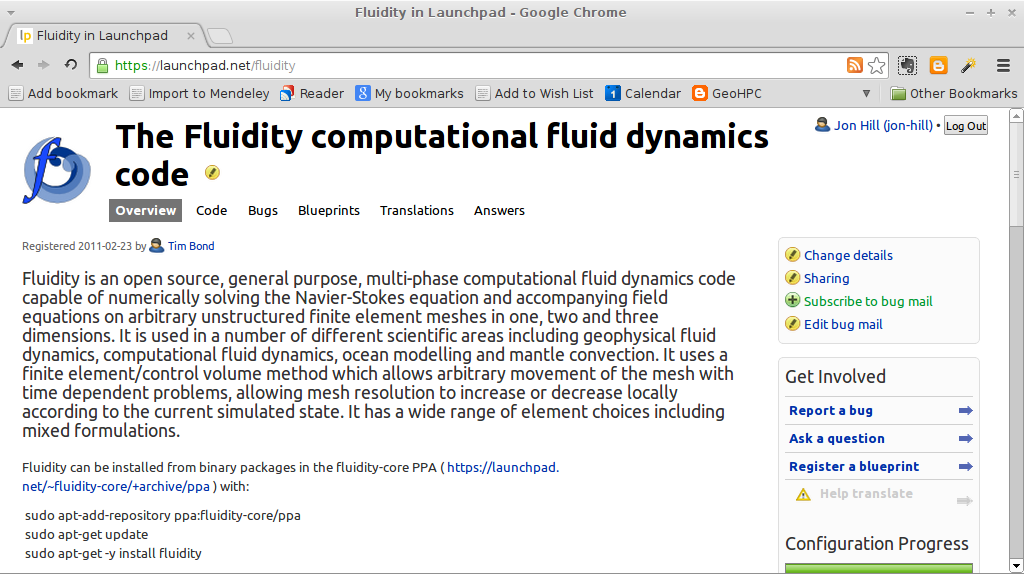 Fluidity in Launchpad - Google Chrome
lp Fluidity in Launchpad
https://launchpad.net/fluidity
Add bookmark Import to Mendeley Reader 8 My bookmarks Add to Wish List 1 Calendar GeoHPC Other Bookmarks
Jon Hill (jon-hill) • Log Out
The Fluidity computational fluid dynamics
code
Overview Code Bugs Blueprints Translations Answers
Registered 2011-02-23 by Tim Bond
Fluidity is an open source, general purpose, multi-phase computational fluid dynamics code
capable of numerically solving the Navier-Stokes equation and accompanying field
equations on arbitrary unstructured finite element meshes in one, two and three
dimensions. It is used in a number of different scientific areas including geophysical fluid
dynamics, computational fluid dynamics, ocean modelling and mantle convection. It uses a
finite element/control volume method which allows arbitrary movement of the mesh with
time dependent problems, allowing mesh resolution to increase or decrease locally
according to the current simulated state. It has a wide range of element choices including
mixed formulations.
Fluidity can be installed from binary packages in the fluidity-core PPA ( https://launchpad.
net/~fluidity-core/+archive/ppa ) with:
sudo apt-add-repository ppa:fluidity-core/ppa
sudo apt-get update
sudo apt-get -y install fluidity
Change details
Sharing
Subscribe to bug mail
Edit bug mail
Get Involved
Report a bug
Ask a question
Register a blueprint
Help translate
Configuration Progress